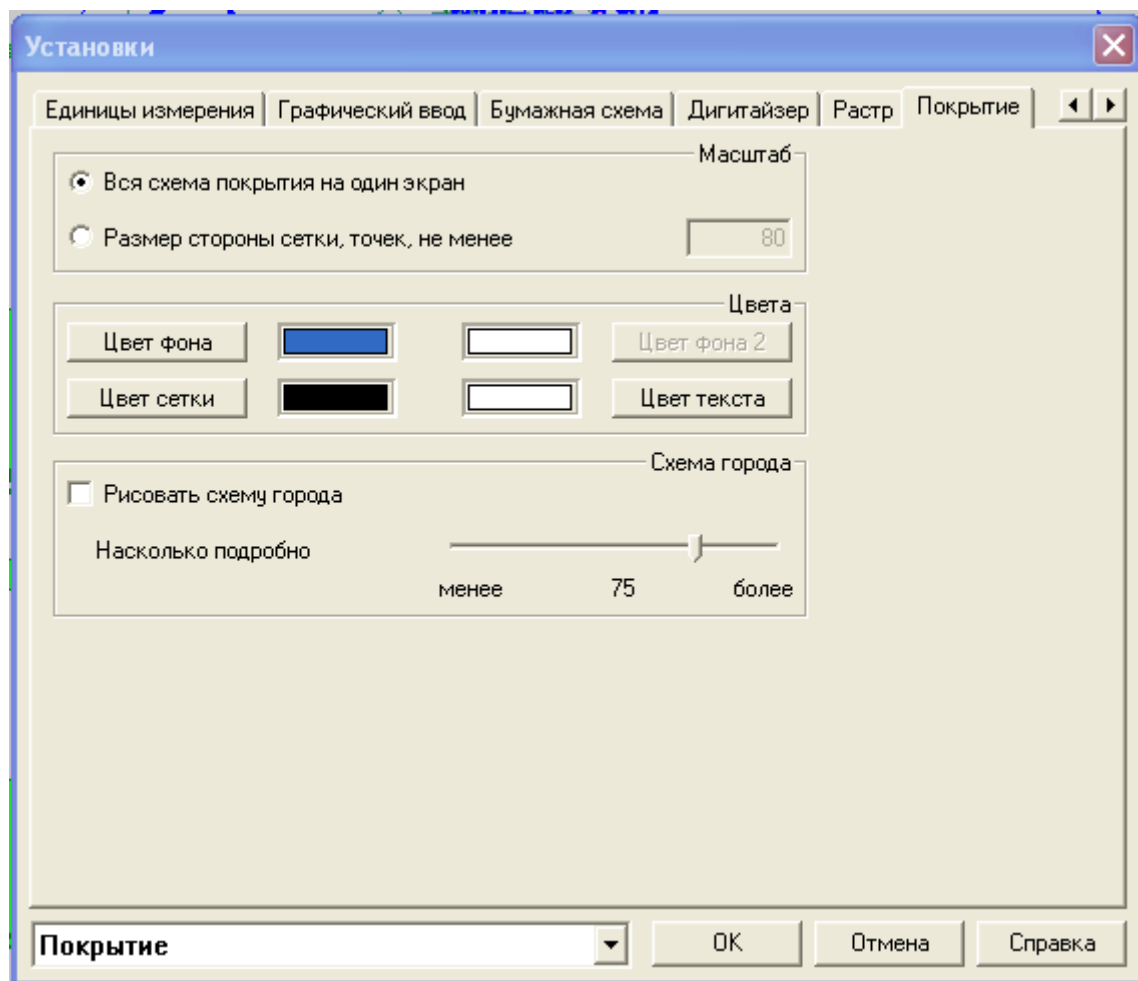 Установки
Единицы измерения Графический ввод Бумажная схема Дигитайзер Растр Покрытие
Масштаб
Вся схема покрытия на один экран
Размер стороны сетки, точек, не менее 80
Цвета
Цвет фона Цвет фона 2
Цвет сетки Цвет текста
Схема города
Рисовать схему города
Насколько подробно
менее 75 более
Покрытие OK Отмена Справка